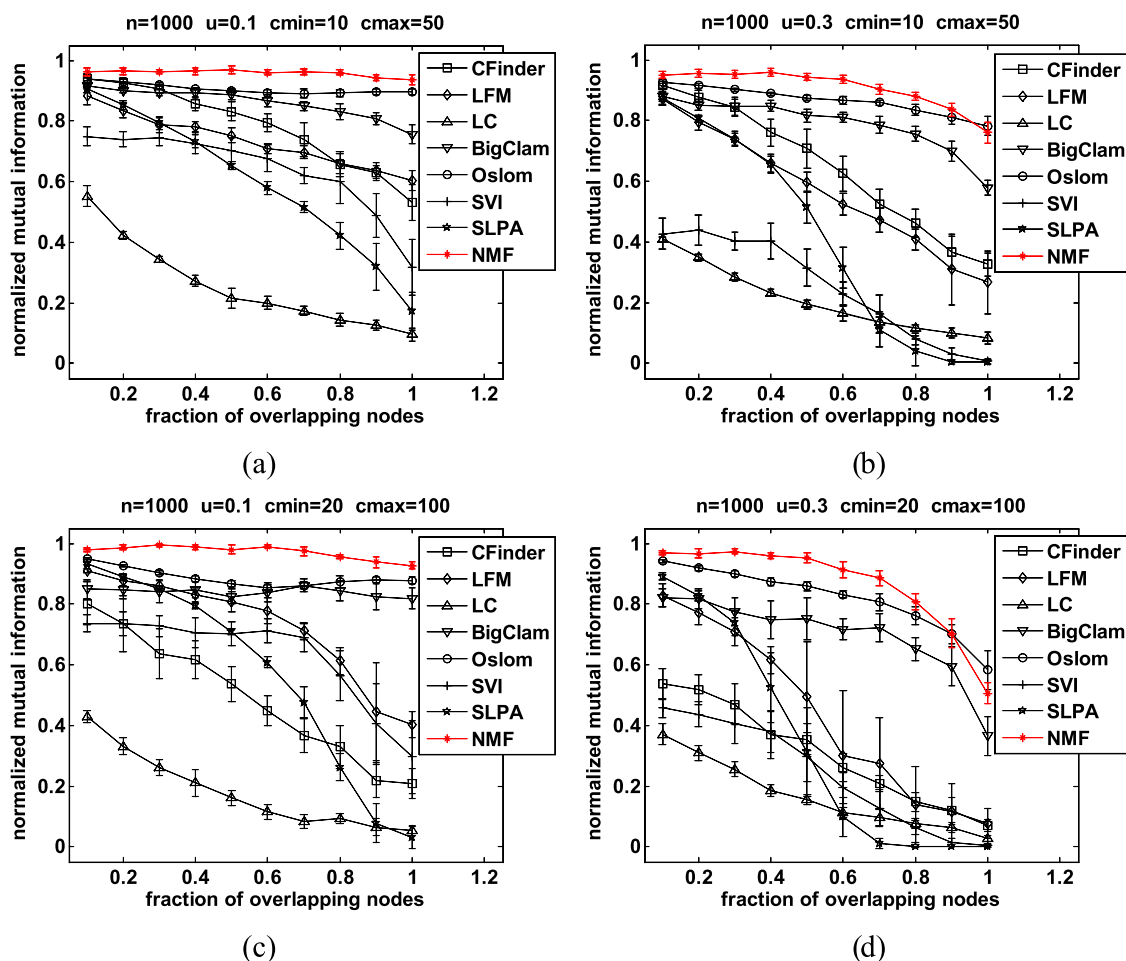 n=1000 u=0.1 cmin=10 cmax=50
normalized mutual information
1
0.8
0.6
0.4
0.2
0
0.2 0.4 0.6 0.8 1 1.2
fraction of overlapping nodes
CFinder
LFM
LC
BigClam
Oslom
SVI
SLPA
NMF
(a)
n=1000 u=0.3 cmin=10 cmax=50
normalized mutual information
1
0.8
0.6
0.4
0.2
0
0.2 0.4 0.6 0.8 1 1.2
fraction of overlapping nodes
CFinder
LFM
LC
BigClam
Oslom
SVI
SLPA
NMF
(b)
n=1000 u=0.1 cmin=20 cmax=100
normalized mutual information
1
0.8
0.6
0.4
0.2
0
0.2 0.4 0.6 0.8 1 1.2
fraction of overlapping nodes
CFinder
LFM
LC
BigClam
Oslom
SVI
SLPA
NMF
(c)
n=1000 u=0.3 cmin=20 cmax=100
normalized mutual information
1
0.8
0.6
0.4
0.2
0
0.2 0.4 0.6 0.8 1 1.2
fraction of overlapping nodes
CFinder
LFM
LC
BigClam
Oslom
SVI
SLPA
NMF
(d)